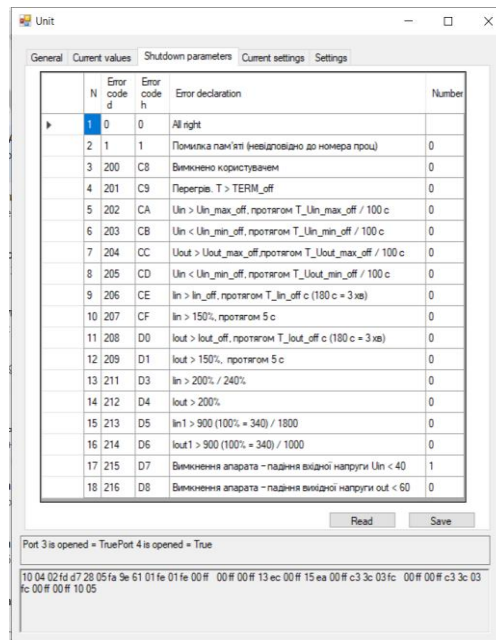 Unit
General Current values Shutdown parameters Current settings Settings
N Error code d Error code h Error declaration Number
1 0 0 All right
2 1 1 Помилка пам'яті (невідповідно до номера проц) 0
3 200 C8 Вимкнено користувачем 0
4 201 C9 Перегрів. T > TERM_off 0
5 202 CA Uin > Uin_max_off, протягом T_Uin_max_off / 100 c 0
6 203 CB Uin < Uin_min_off, протягом T_Uin_min_off / 100 c 0
7 204 CC Uout > Uout_max_off,протягом T_Uout_max_off / 100 c 0
8 205 CD Uin < Uin_min_off, протягом T_Uout_min_off / 100 c 0
9 206 CE Iin > Iin_off, протягом T_Iin_off c (180 c = 3 хв) 0
10 207 CF Iin > 150%, протягом 5 c 0
11 208 D0 Iout > Iout_off, протягом T_Iout_off c (180 c = 3 хв) 0
12 209 D1 Iout > 150%, протягом 5 c 0
13 211 D3 Iin > 200% / 240% 0
14 212 D4 Iout > 200% 0
15 213 D5 Iin1 > 900 (100% = 340) / 1800 0
16 214 D6 Iout1 > 900 (100% = 340) / 1000 0
17 215 D7 Вимкнення апарата - падіння вхідної напруги Uin < 40 1
18 216 D8 Вимкнення апарата - падіння вихідної напруги out < 60 0
Read Save
Port 3 is opened = TruePort 4 is opened = True
10 04 02 fd d7 28 05 fa 9e 61 01 fe 01 fe 00 ff 00 ff 00 ff 13 ec 00 ff 15 ea 00 ff c3 3c 03 fc 00 ff 00 ff c3 3c 03
fc 00 ff 00 ff 10 05